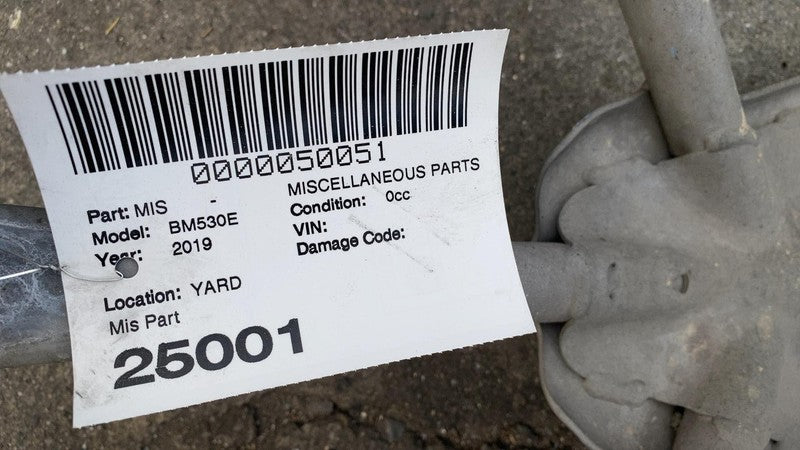 0000050051
Part: MIS -
MISCELLANEOUS PARTS
Model: BM530E
Condition: 0cc
Year: 2019
VIN:
Damage Code:
Location: YARD
Mis Part
25001